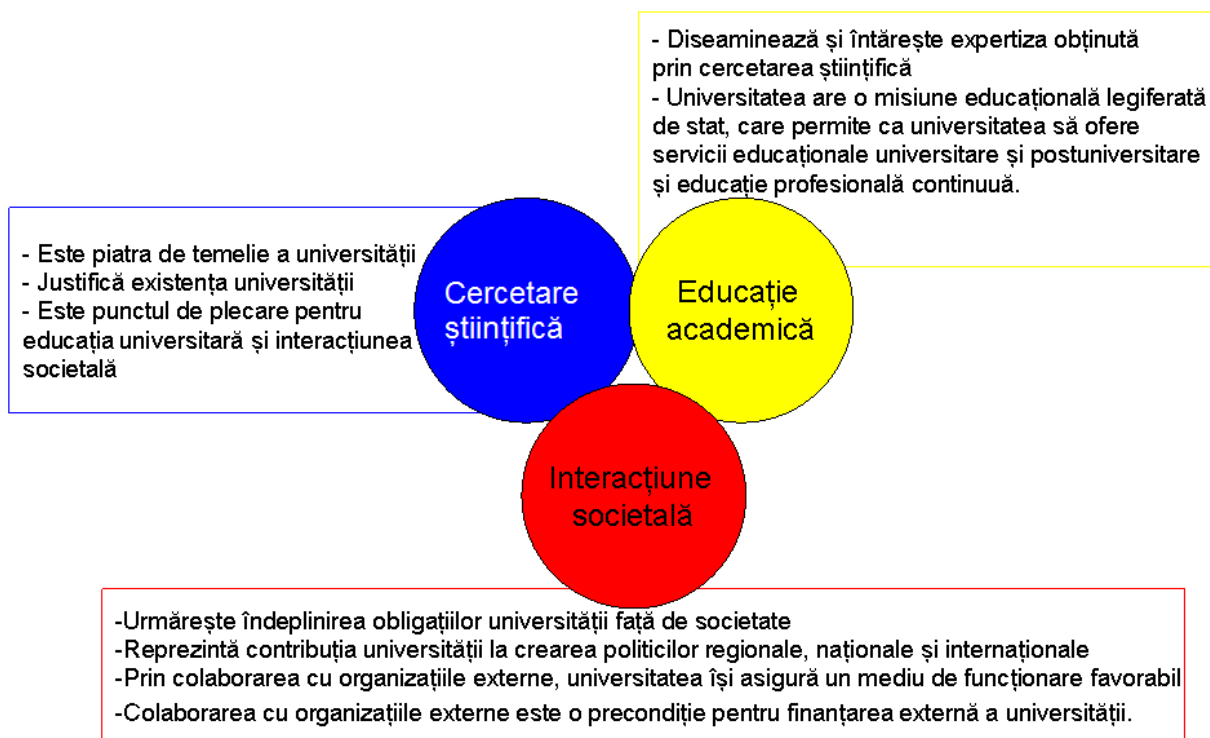 - Diseaminează și întărește expertiza obținută
prin cercetarea științifică
- Universitatea are o misiune educațională legiferată
de stat, care permite ca universitatea să ofere
servicii educaționale universitare și postuniversitare
și educație profesională continuuă.
- Este piatra de temelie a universității
- Justifică existența universității
- Este punctul de plecare pentru
educația universitară și interacțiunea
societală
Cercetare
științifică
Educație
academică
Interacțiune
societală
-Urmărește îndeplinirea obligațiilor universității față de societate
-Reprezintă contribuția universității la crearea politicilor regionale, naționale și internaționale
-Prin colaborarea cu organizațiile externe, universitatea își asigură un mediu de funcționare favorabil
-Colaborarea cu organizațiile externe este o precondiție pentru finanțarea externă a universității.